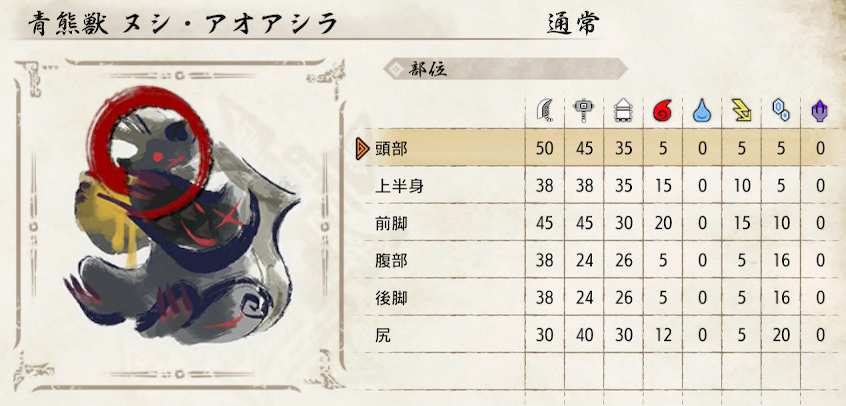 青熊獣 ヌシ・アオアシラ 通常
部位
頭部 50 45 35 5 0 5 5 0
上半身 38 38 35 15 0 10 5 0
前脚 45 45 30 20 0 15 10 0
腹部 38 24 26 5 0 5 16 0
後脚 38 24 26 5 0 5 16 0
尻 30 40 30 12 0 5 20 0